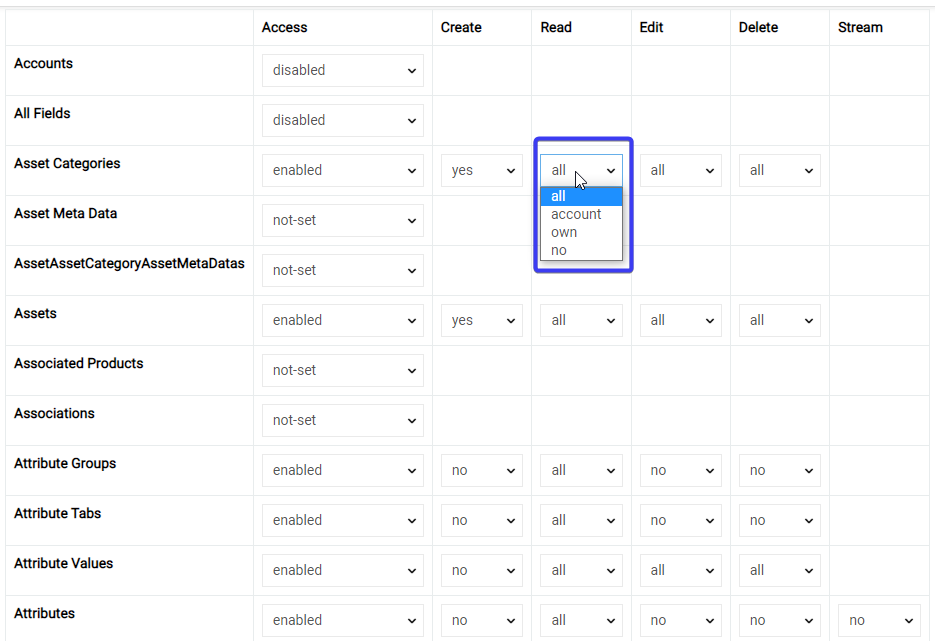 Access Create Read Edit Delete Stream
Accounts disabled
All Fields disabled
Asset Categories enabled yes all all all
all
account
own
no
Asset Meta Data not-set
AssetAssetCategoryAssetMetaDatas not-set
Assets enabled yes all all all
Associated Products not-set
Associations not-set
Attribute Groups enabled no all no no
Attribute Tabs enabled no all no no
Attribute Values enabled no all all all
Attributes enabled no all no no no